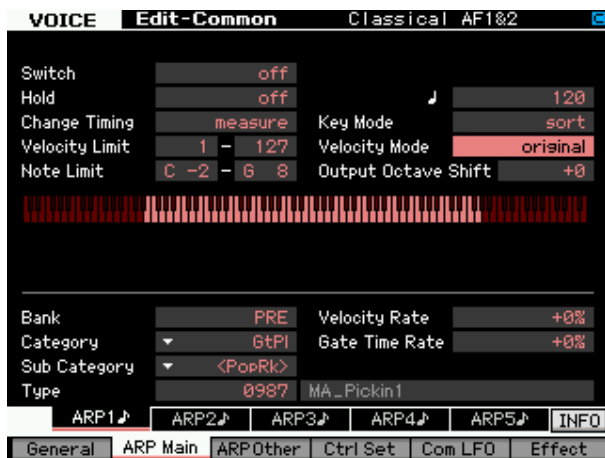 VOICE Edit-Common Classical AF1&2 C
Switch off
Hold off ♩ 120
Change Timing measure Key Mode sort
Velocity Limit 1 - 127 Velocity Mode original
Note Limit C -2 - G 8 Output Octave Shift +0
Bank PRE Velocity Rate +0%
Category GtPl Gate Time Rate +0%
Sub Category <PopRk>
Type 0987 MA_Pickin1
ARP1♪ ARP2♪ ARP3♪ ARP4♪ ARP5♪ INFO
General ARP Main ARP Other Ctrl Set Com LFO Effect